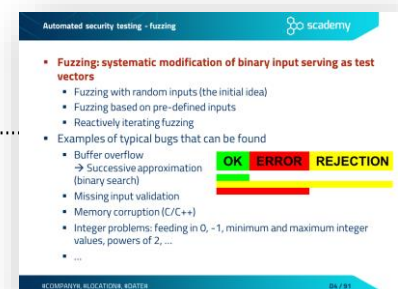 Automated security testing - fuzzing
scademy
Fuzzing: systematic modification of binary input serving as test
vectors
Fuzzing with random inputs (the initial idea)
Fuzzing based on pre-defined inputs
Reactively iterating fuzzing
Examples of typical bugs that can be found
Buffer overflow
→ Successive approximation
(binary search)
OK ERROR REJECTION
Missing input validation
Memory corruption (C/C++)
Integer problems: feeding in 0, -1, minimum and maximum integer
values, powers of 2, ...
...
#COMPANY#, #LOCATION#, #DATE#
D4 / 91